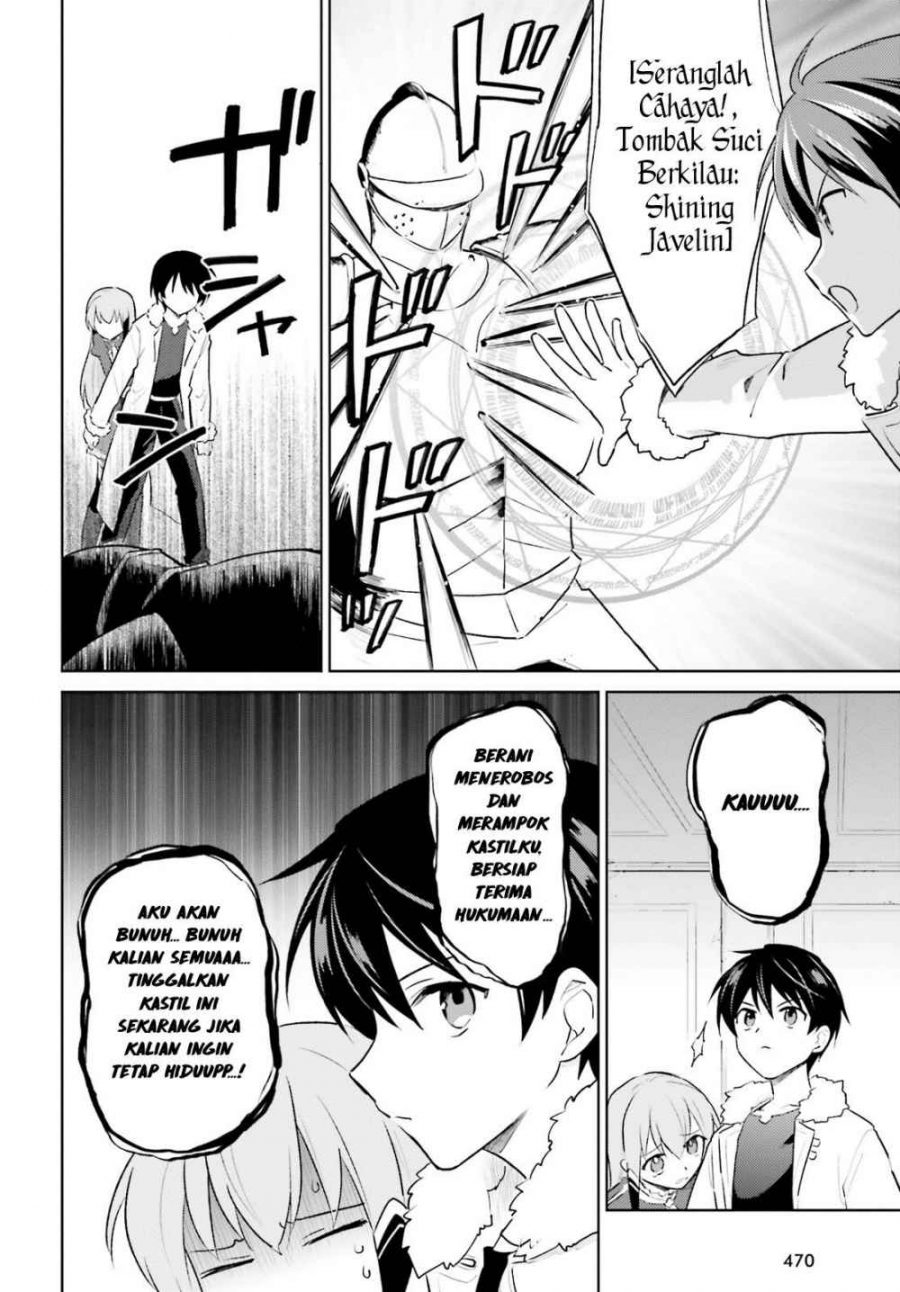 [Seranglah
Cahaya!,
Tombak Suci
Berkilau:
Shining
Javelin]
ドドドドド
ガシャーン
KAUUUU....
BERANI
MENEROBOS
DAN
MERAMPOK
KASTILKU,
BERSIAP
TERIMA
HUKUMAAN...
AKU AKAN
BUNUH... BUNUH
KALIAN SEMUAAA...
TINGGALKAN
KASTIL INI
SEKARANG JIKA
KALIAN INGIN
TETAP HIDUUPP...!
470